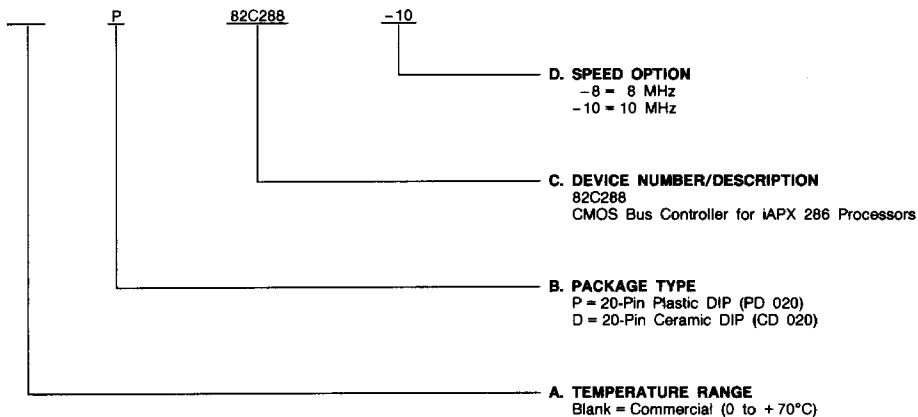 P 82C288 -10
D. SPEED OPTION
-8 = 8 MHz
-10 = 10 MHz
C. DEVICE NUMBER/DESCRIPTION
82C288
CMOS Bus Controller for iAPX 286 Processors
B. PACKAGE TYPE
P = 20-Pin Plastic DIP (PD 020)
D = 20-Pin Ceramic DIP (CD 020)
A. TEMPERATURE RANGE
Blank = Commercial (0 to +70°C)